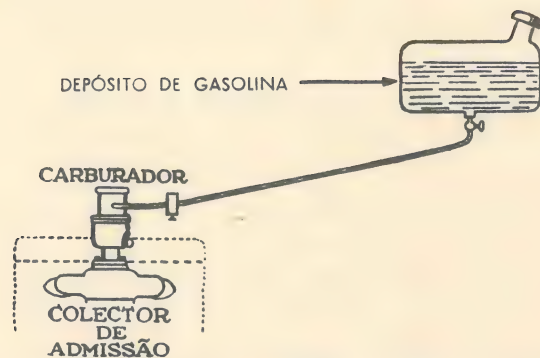 DEPÓSITO DE GASOLINA
CARBURADOR
COLECTOR
DE
ADMISSÃO